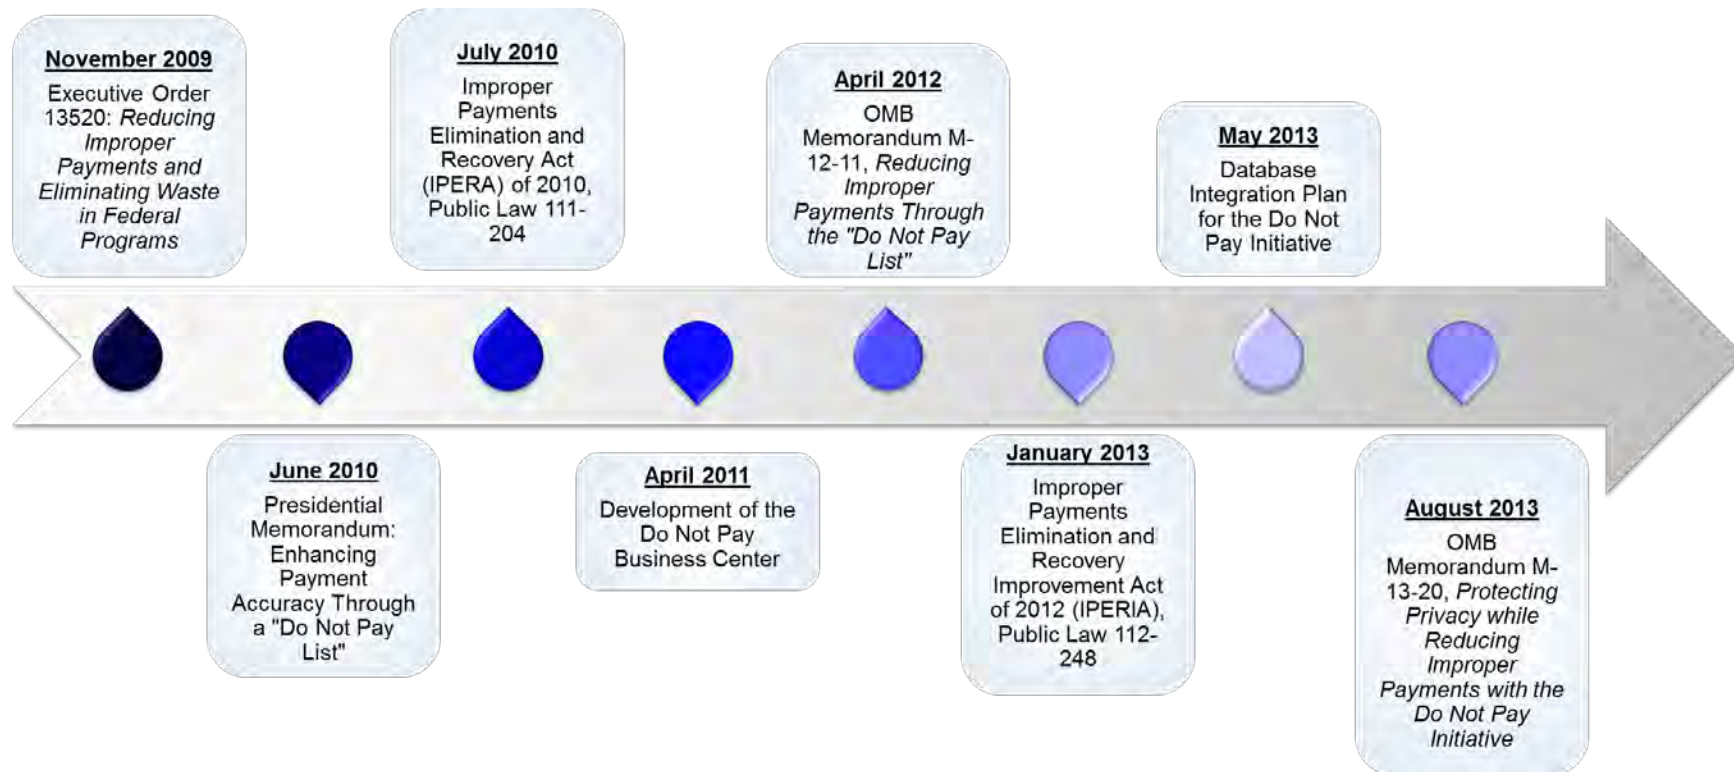 November 2009
Executive Order
13520: Reducing
Improper
Payments and
Eliminating Waste
in Federal
Programs
June 2010
Presidential
Memorandum:
Enhancing
Payment
Accuracy Through
a "Do Not Pay
List"
July 2010
Improper
Payments
Elimination and
Recovery Act
(IPERA) of 2010,
Public Law 111-
204
April 2011
Development of the
Do Not Pay
Business Center
April 2012
OMB
Memorandum M-
12-11, Reducing
Improper
Payments Through
the "Do Not Pay
List"
January 2013
Improper
Payments
Elimination and
Recovery
Improvement Act
of 2012 (IPERIA),
Public Law 112-
248
May 2013
Database
Integration Plan
for the Do Not
Pay Initiative
August 2013
OMB
Memorandum M-
13-20, Protecting
Privacy while
Reducing
Improper
Payments with the
Do Not Pay
Initiative